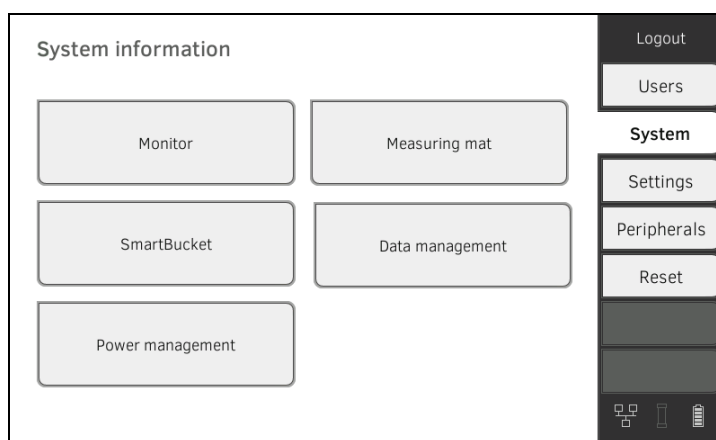 System information
Monitor
Measuring mat
SmartBucket
Data management
Power management
Logout
Users
System
Settings
Peripherals
Reset